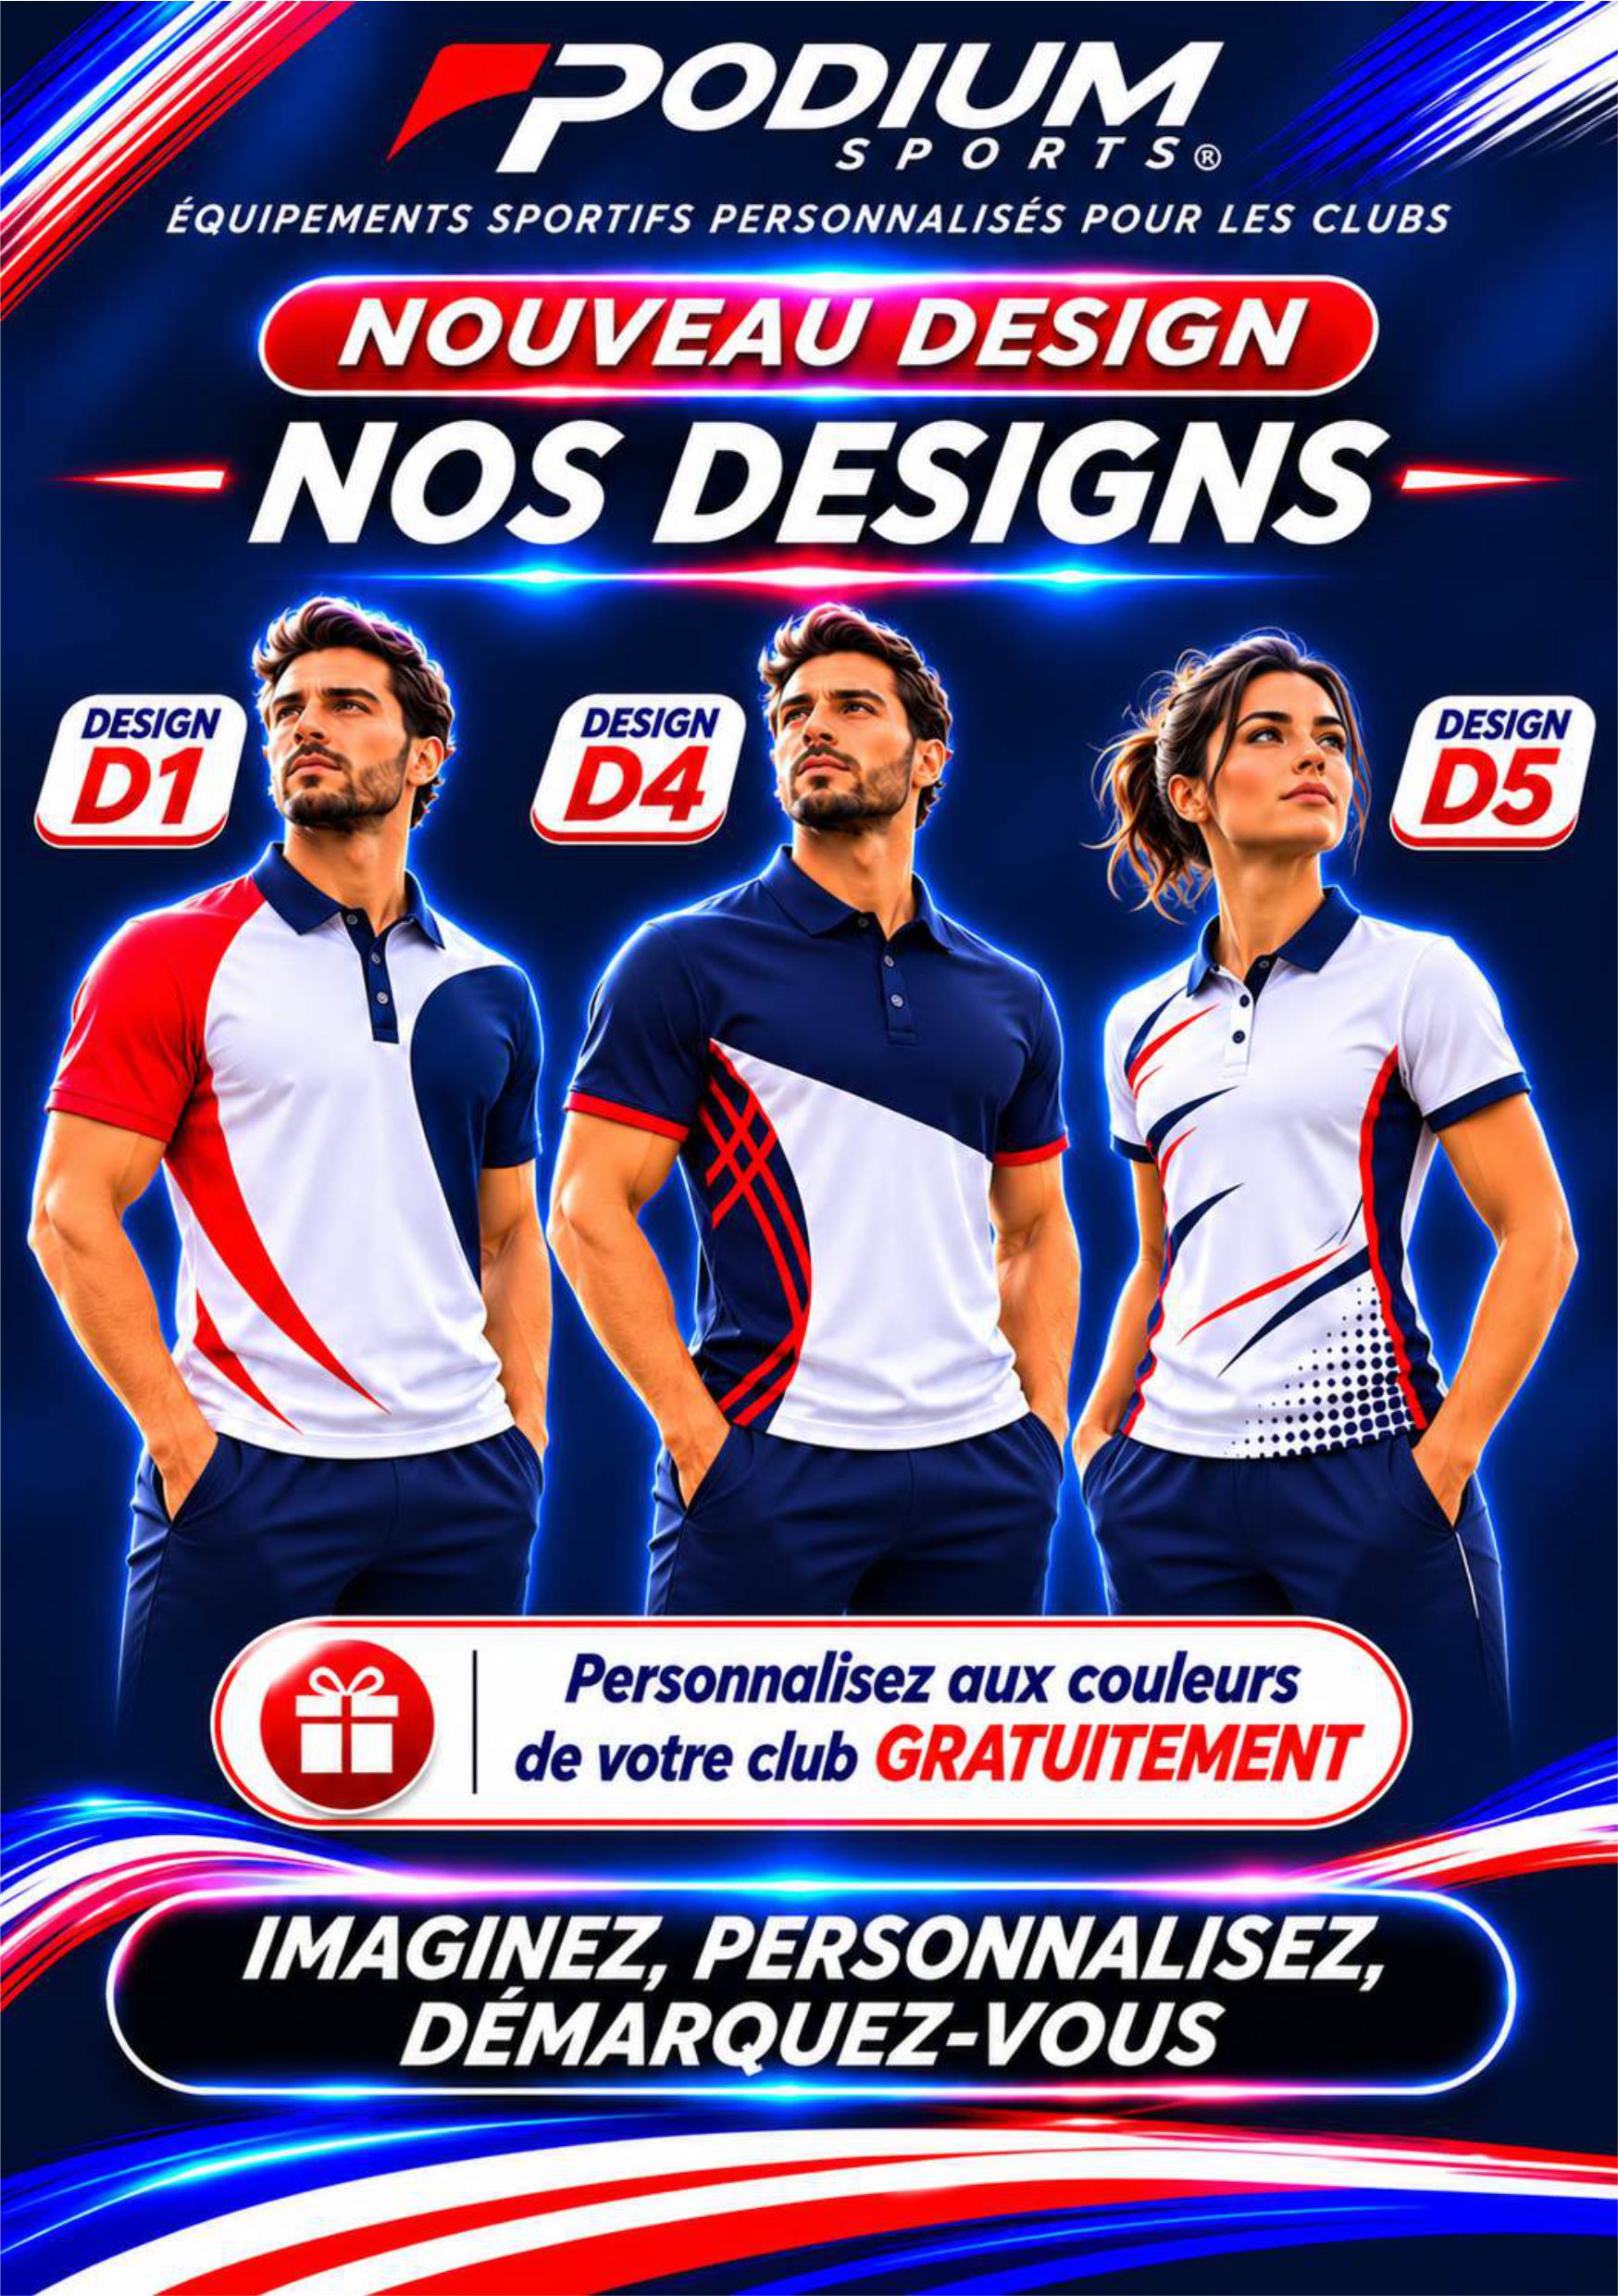 PODIUM
SPORTS®
ÉQUIPEMENTS SPORTIFS PERSONNALISÉS POUR LES CLUBS
NOUVEAU DESIGN
NOS DESIGNS
DESIGN
D1
DESIGN
D4
DESIGN
D5
Personnalisez aux couleurs
de votre club GRATUITEMENT
IMAGINEZ, PERSONNALISEZ,
DÉMARQUEZ-VOUS